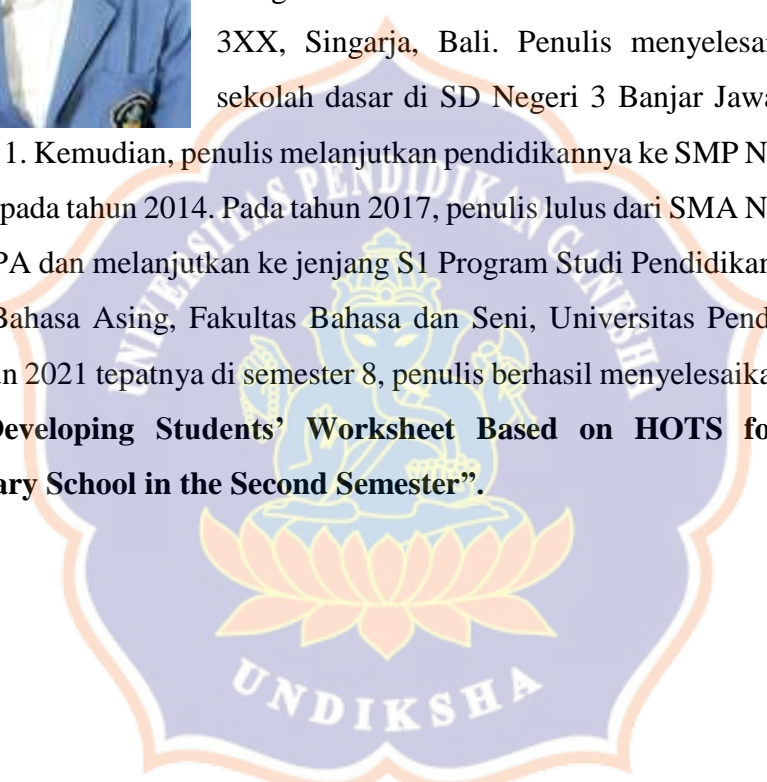 3XX, Singarja, Bali. Penulis menyelesai
sekolah dasar di SD Negeri 3 Banjar Jawa
1. Kemudian, penulis melanjutkan pendidikannya ke SMP N
pada tahun 2014. Pada tahun 2017, penulis lulus dari SMA N
PA dan melanjutkan ke jenjang S1 Program Studi Pendidikan
Bahasa Asing, Fakultas Bahasa dan Seni, Universitas Pend
n 2021 tepatnya di semester 8, penulis berhasil menyelesaika
Developing Students’ Worksheet Based on HOTS fo
ary School in the Second Semester”.
UNIVERSITAS PENDIDIKAN GANESHA
UNDIKSHA